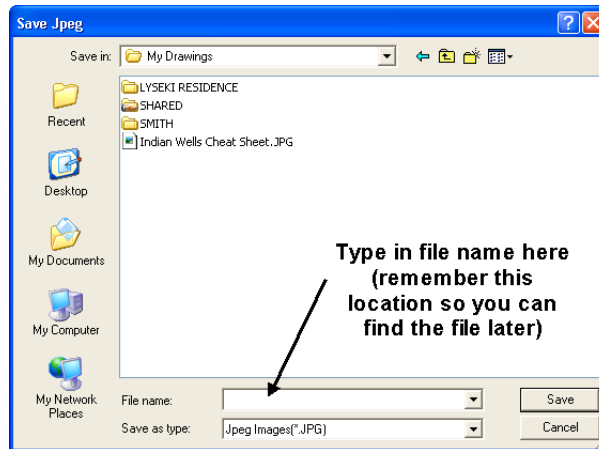 Save Jpeg
Save in: My Drawings
LYSEKI RESIDENCE
SHARED
SMITH
Indian Wells Cheat Sheet.JPG
Recent
Desktop
My Documents
My Computer
My Network
Places
Type in file name here
(remember this
location so you can
find the file later)
File name: Save
Save as type: Jpeg Images(*.JPG) Cancel